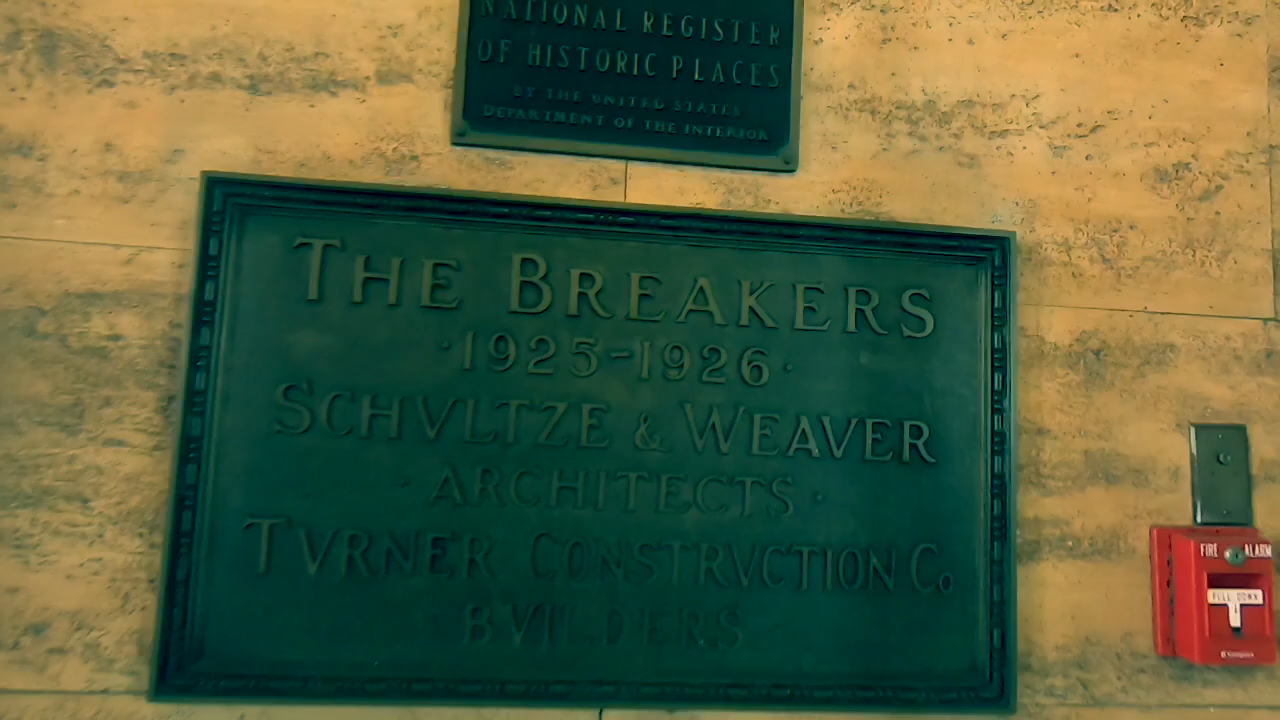 NATIONAL REGISTER
OF HISTORIC PLACES
BY THE UNITED STATES
DEPARTMENT OF THE INTERIOR
THE BREAKERS
·1925-1926·
SCHVLTZE & WEAVER
·ARCHITECTS·
TVRNER CONSTRVCTION CO
BVILDERS
FIRE ALARM
PULL DOWN